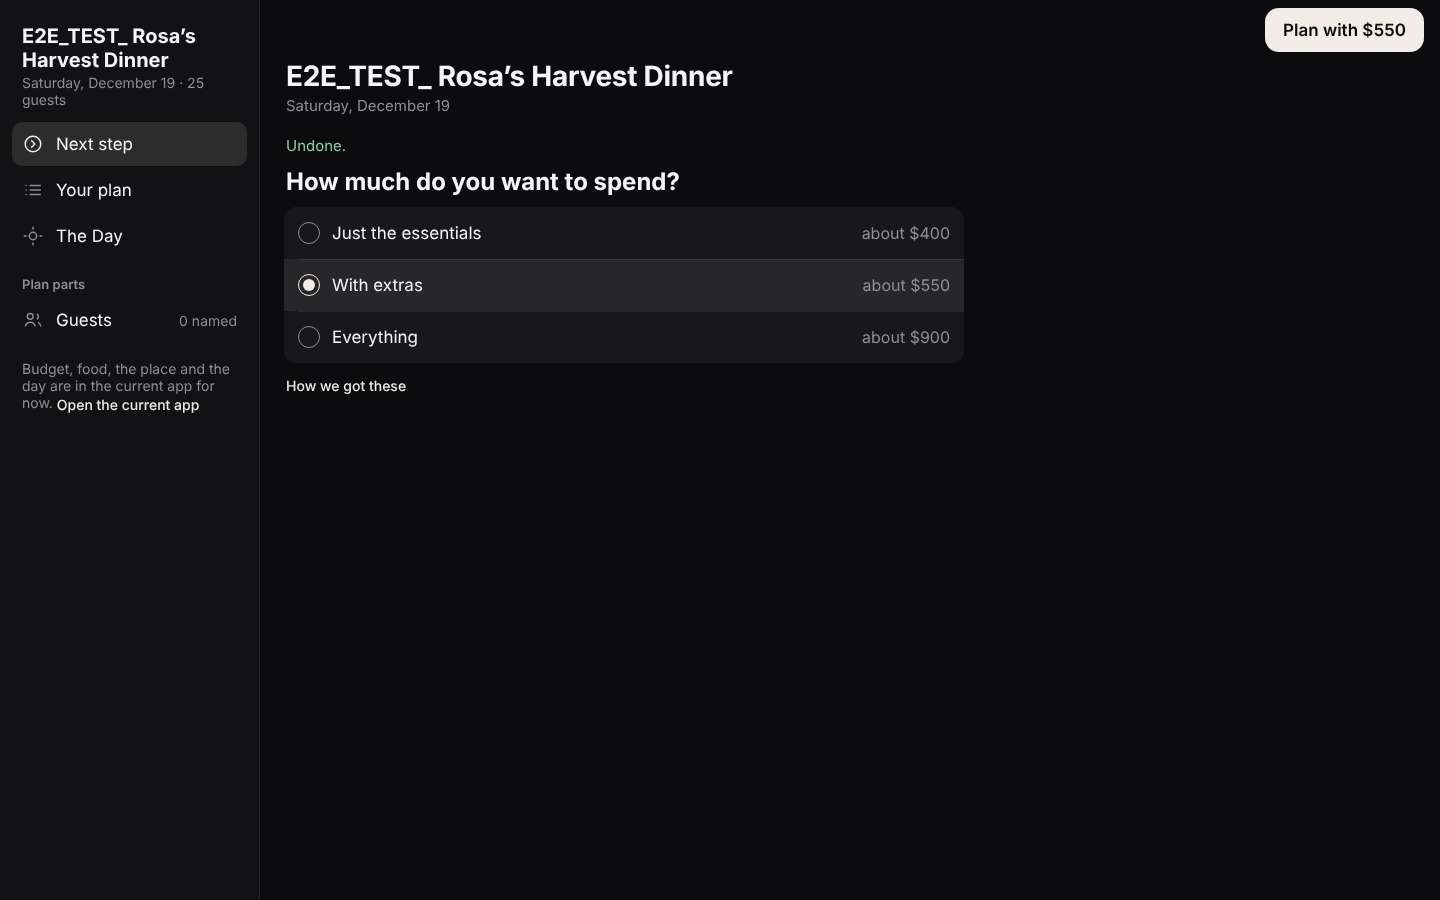 E2E_TEST_ Rosa’s
Harvest Dinner
Saturday, December 19 · 25
guests
Next step
Your plan
The Day
Plan parts
Guests 0 named
Budget, food, the place and the
day are in the current app for
now. Open the current app
Plan with $550
E2E_TEST_ Rosa’s Harvest Dinner
Saturday, December 19
Undone.
How much do you want to spend?
Just the essentials about $400
With extras about $550
Everything about $900
How we got these